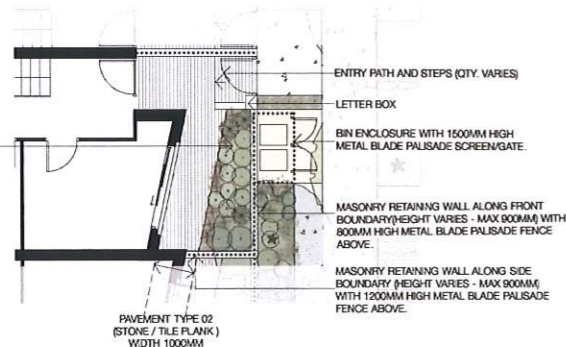 ENTRY PATH AND STEPS (QTY. VARIES)
LETTER BOX
BIN ENCLOSURE WITH 1500MM HIGH
METAL BLADE PALISADE SCREEN/GATE.
MASONRY RETAINING WALL ALONG FRONT
BOUNDARY(HEIGHT VARIES - MAX 900MM) WITH
800MM HIGH METAL BLADE PALISADE FENCE
ABOVE.
MASONRY RETAINING WALL ALONG SIDE
BOUNDARY (HEIGHT VARIES - MAX 900MM)
WITH 1200MM HIGH METAL BLADE PALISADE
FENCE ABOVE.
PAVEMENT TYPE 02
(STONE / TILE PLANK )
WIDTH 1000MM